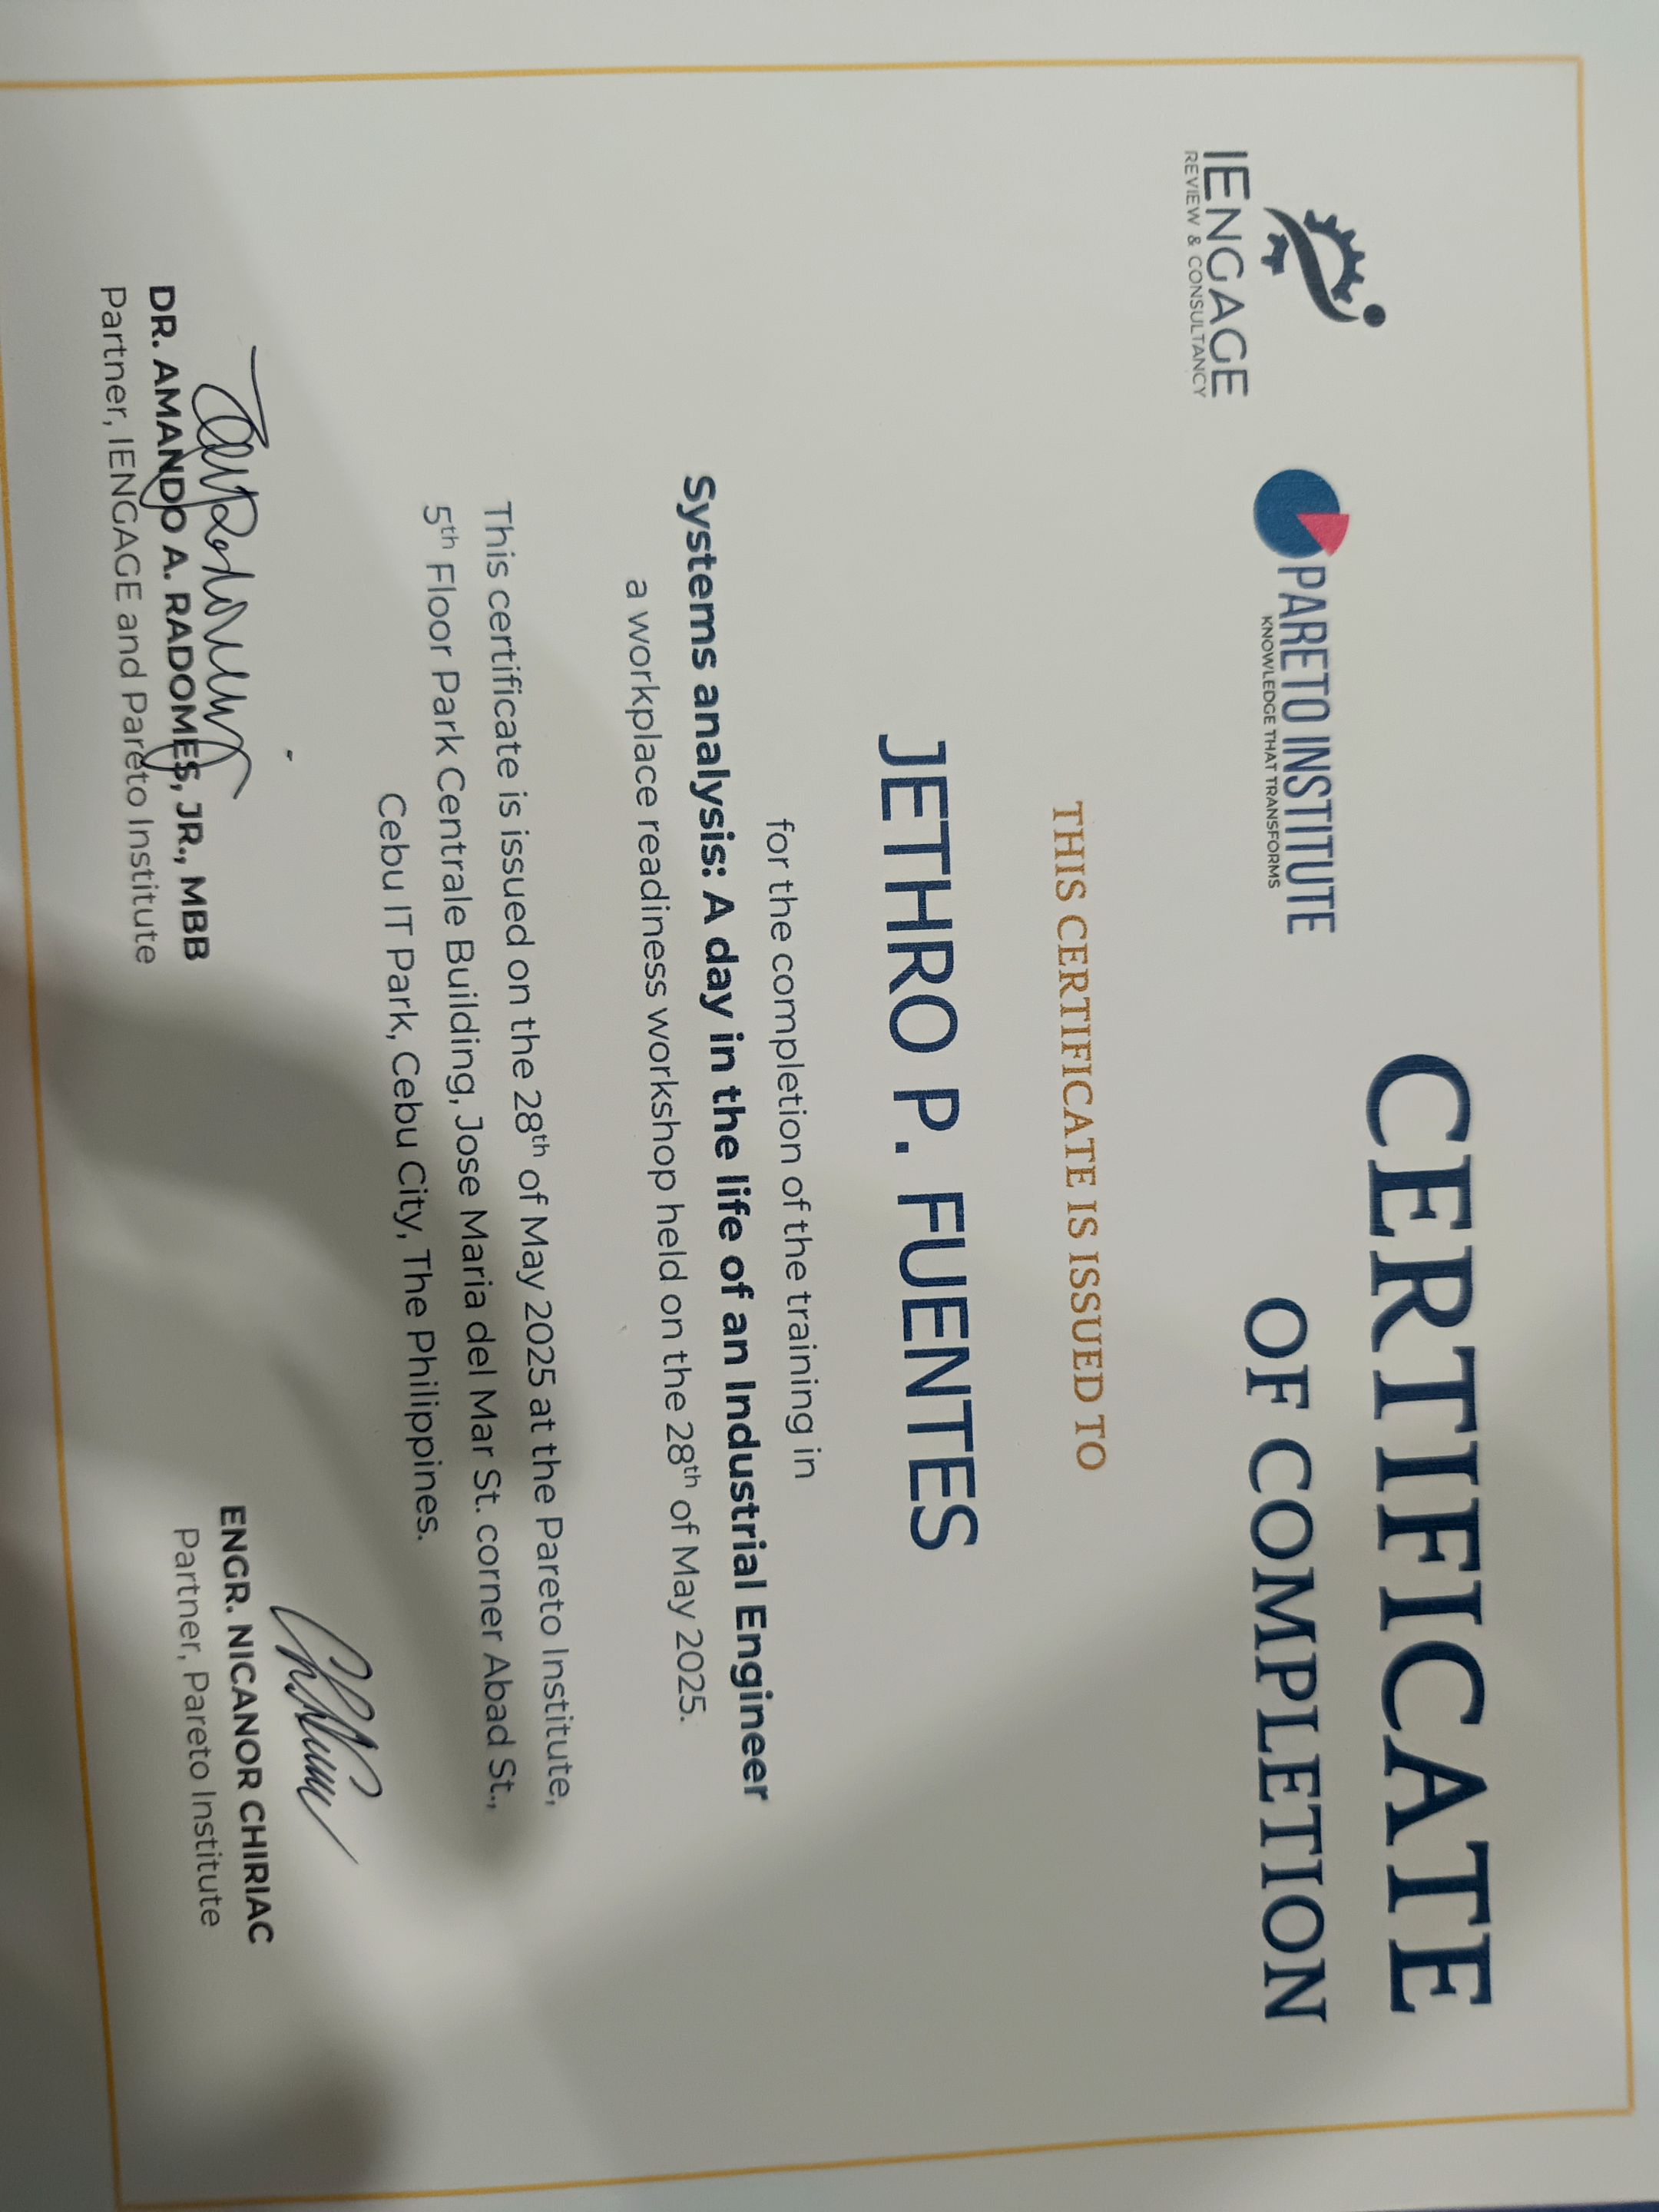 IENGAGE
REVIEW & CONSULTANCY
PARETO INSTITUTE
KNOWLEDGE THAT TRANSFORMS
CERTIFICATE
OF COMPLETION
THIS CERTIFICATE IS ISSUED TO
JETHRO P. FUENTES
for the completion of the training in
Systems analysis: A day in the life of an Industrial Engineer
a workplace readiness workshop held on the 28th of May 2025.
This certificate is issued on the 28th of May 2025 at the Pareto Institute,
5th Floor Park Centrale Building, Jose Maria del Mar St. corner Abad St.,
Cebu IT Park, Cebu City, The Philippines.
DR. AMANDO A. RADOMES, JR., MBB
Partner, IENGAGE and Pareto Institute
ENGR. NICANOR CHIRIAC
Partner, Pareto Institute